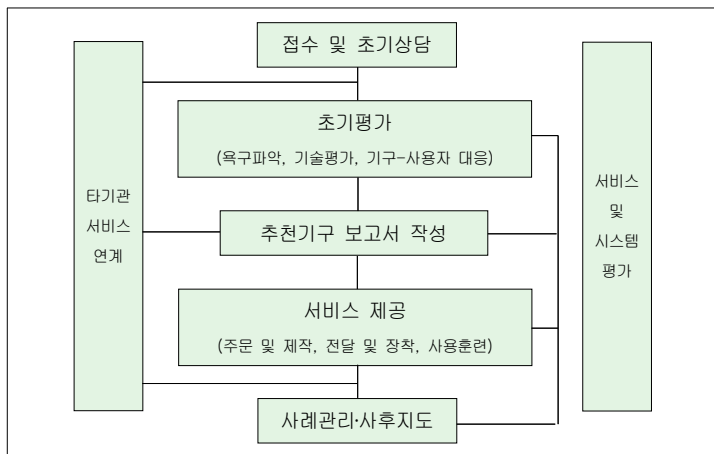 접수 및 초기상담
초기평가
(욕구파악, 기술평가, 기구-사용자 대응)
추천기구 보고서 작성
서비스 제공
(주문 및 제작, 전달 및 장착, 사용훈련)
사례관리·사후지도
타기관
서비스
연계
서비스
및
시스템
평가